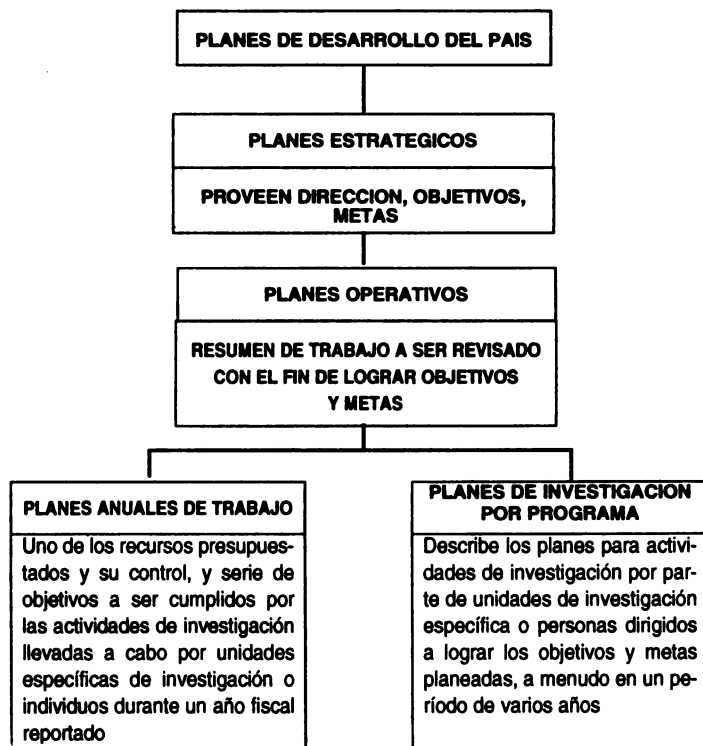 PLANES DE DESARROLLO DEL PAIS
PLANES ESTRATEGICOS
PROVEEN DIRECCION, OBJETIVOS,
METAS
PLANES OPERATIVOS
RESUMEN DE TRABAJO A SER REVISADO
CON EL FIN DE LOGRAR OBJETIVOS
Y METAS
PLANES ANUALES DE TRABAJO
Uno de los recursos presupues-
tados y su control, y serie de
objetivos a ser cumplidos por
las actividades de investigación
llevadas a cabo por unidades
específicas de investigación o
individuos durante un año fiscal
reportado
PLANES DE INVESTIGACION
POR PROGRAMA
Describe los planes para activi-
dades de investigación por par-
te de unidades de investigación
específica o personas dirigidos
a lograr los objetivos y metas
planeadas, a menudo en un pe-
ríodo de varios años